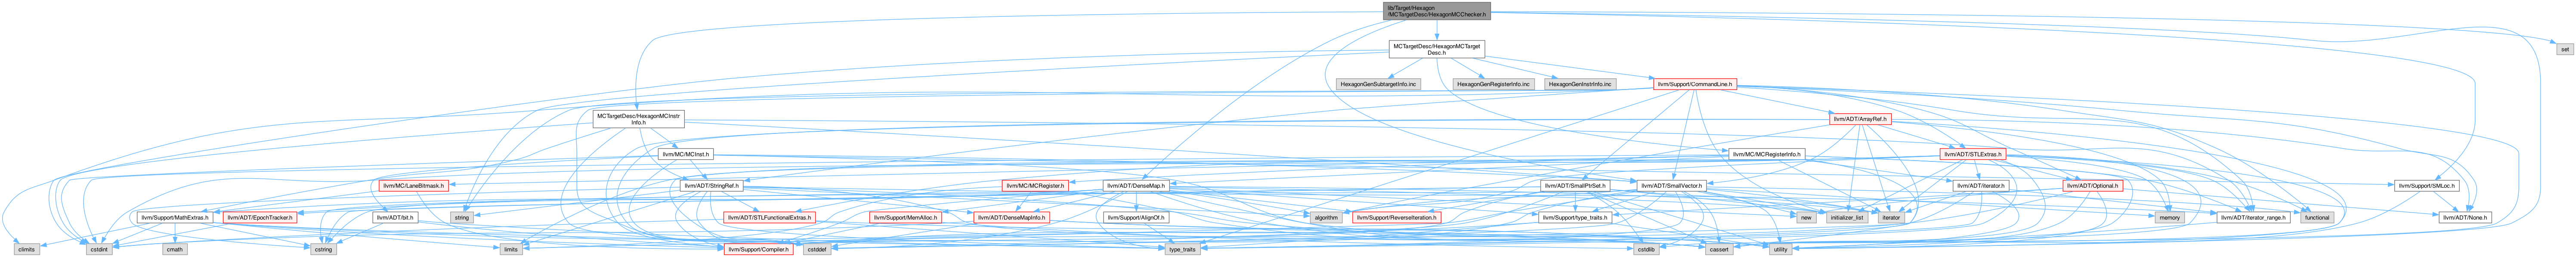 lib/Target/Hexagon
/MCTargetDesc/HexagonMCChecker.h
set
MCTargetDesc/HexagonMCTarget
Desc.h
HexagonGenSubtargetInfo.inc
HexagonGenRegisterInfo.inc
HexagonGenInstrInfo.inc
llvm/Support/CommandLine.h
MCTargetDesc/HexagonMCInstr
Info.h
llvm/ADT/ArrayRef.h
llvm/MC/MCInst.h
llvm/MC/MCRegisterInfo.h
llvm/ADT/STLExtras.h
llvm/MC/LaneBitmask.h
llvm/ADT/StringRef.h
llvm/MC/MCRegister.h
llvm/ADT/DenseMap.h
llvm/ADT/SmallPtrSet.h
llvm/ADT/SmallVector.h
llvm/ADT/iterator.h
llvm/ADT/Optional.h
llvm/Support/SMLoc.h
llvm/Support/MathExtras.h
llvm/ADT/EpochTracker.h
llvm/ADT/bit.h
string
llvm/ADT/STLFunctionalExtras.h
llvm/Support/MemAlloc.h
llvm/ADT/DenseMapInfo.h
llvm/Support/AlignOf.h
algorithm
llvm/Support/ReverseIteration.h
llvm/Support/type_traits.h
new
initializer_list
iterator
memory
llvm/ADT/iterator_range.h
functional
llvm/ADT/None.h
climits
cstdint
cmath
cstring
limits
llvm/Support/Compiler.h
cstddef
type_traits
cstdlib
cassert
utility